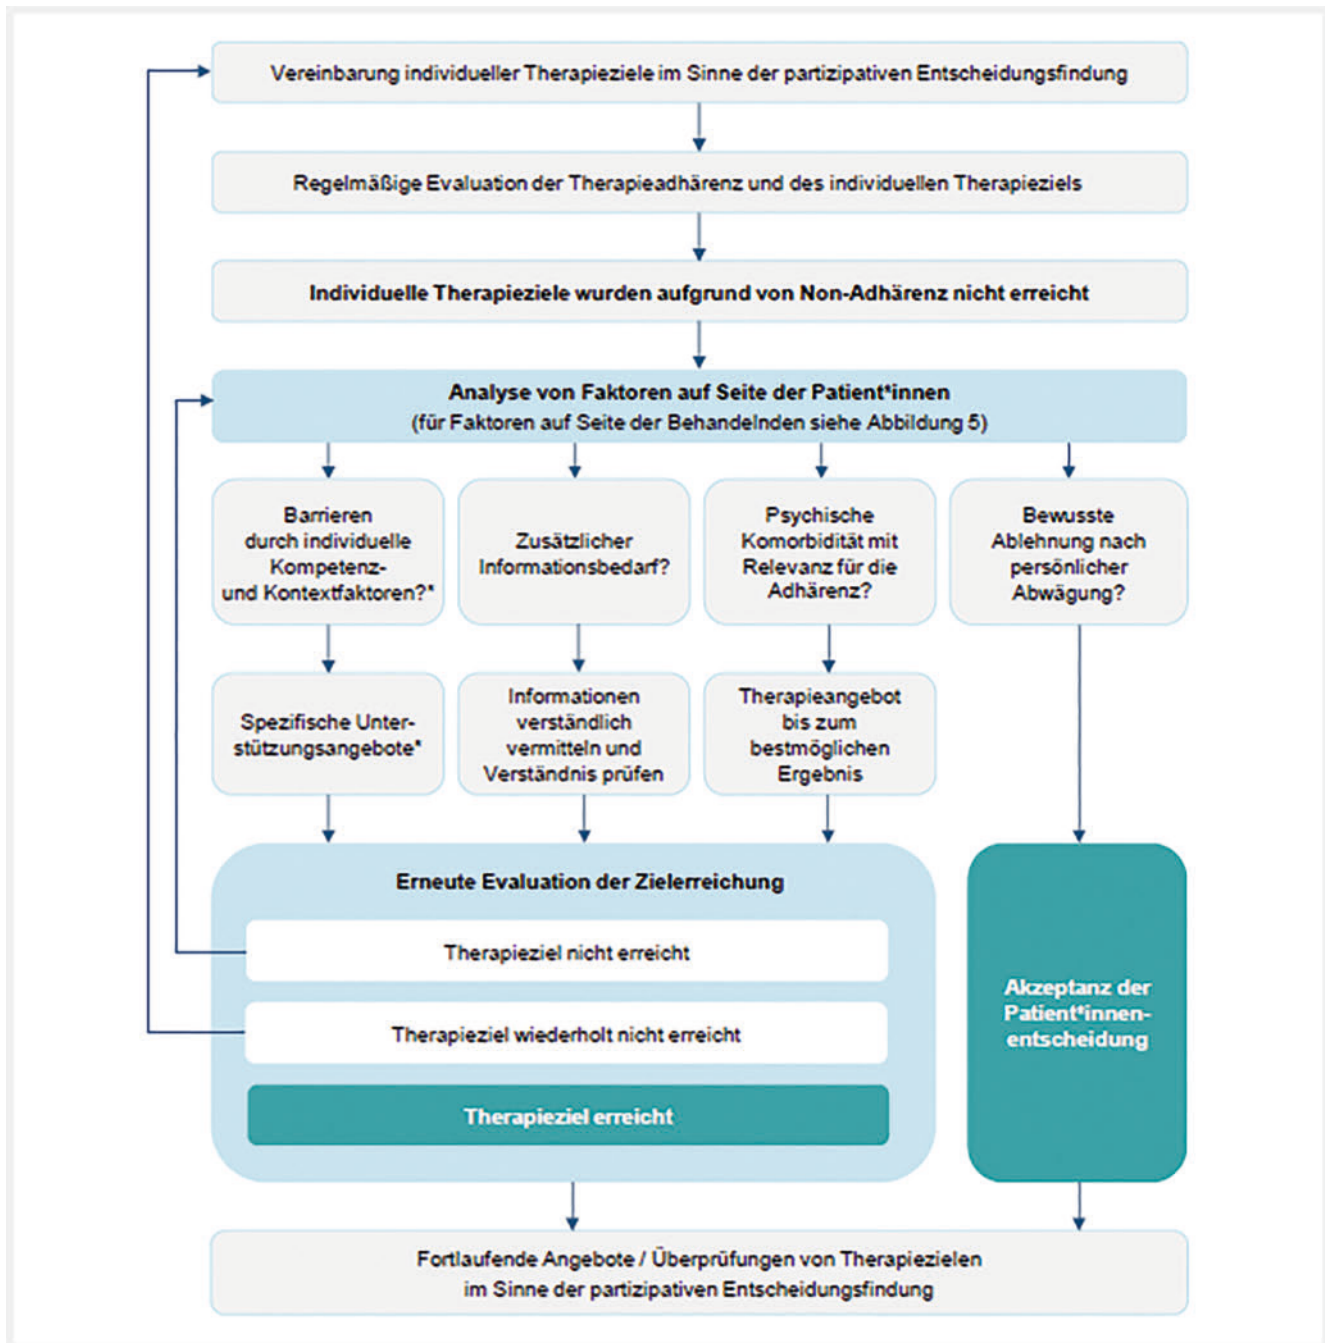 Vereinbarung individueller Therapieziele im Sinne der partizipativen Entscheidungsfindung
Regelmäßige Evaluation der Therapieadhärenz und des individuellen Therapieziels
Individuelle Therapieziele wurden aufgrund von Non-Adhärenz nicht erreicht
Analyse von Faktoren auf Seite der Patient*innen
(für Faktoren auf Seite der Behandelnden siehe Abbildung 5)
Barrieren
durch individuelle
Kompetenz-
und Kontextfaktoren?*
Zusätzlicher
Informationsbedarf?
Psychische
Komorbidität mit
Relevanz für die
Adhärenz?
Bewusste
Ablehnung nach
persönlicher
Abwägung?
Spezifische Unter-
stützungsangebote*
Informationen
verständlich
vermitteln und
Verständnis prüfen
Therapieangebot
bis zum
bestmöglichen
Ergebnis
Erneute Evaluation der Zielerreichung
Therapieziel nicht erreicht
Therapieziel wiederholt nicht erreicht
Therapieziel erreicht
Akzeptanz der
Patient*innen-
entscheidung
Fortlaufende Angebote / Überprüfungen von Therapiezielen
im Sinne der partizipativen Entscheidungsfindung